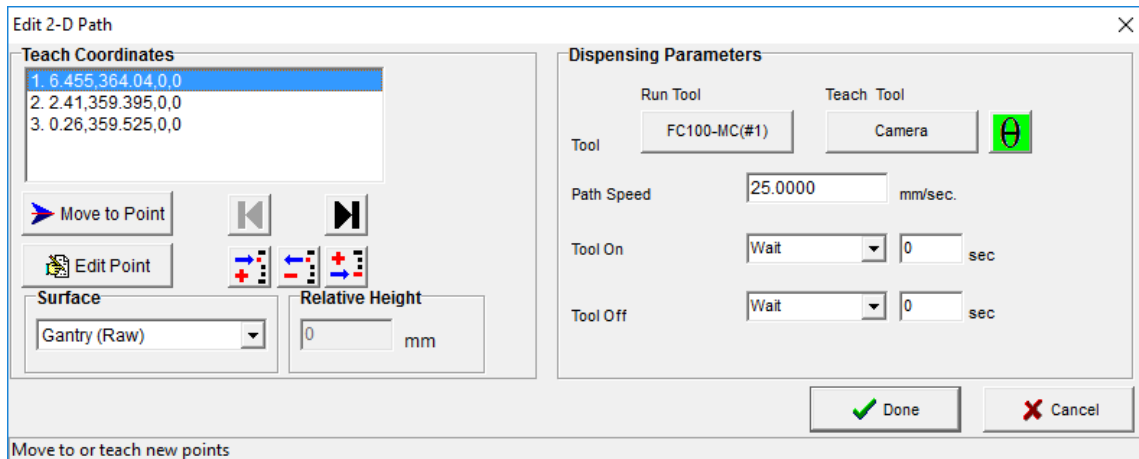 Edit 2-D Path
Teach Coordinates
1. 6.455,364.04,0,0
2. 2.41,359.395,0,0
3. 0.26,359.525,0,0
Move to Point
Edit Point
Surface
Gantry (Raw)
Relative Height
0 mm
Dispensing Parameters
Run Tool Teach Tool
Tool FC100-MC(#1) Camera θ
Path Speed 25.0000 mm/sec.
Tool On Wait 0 sec
Tool Off Wait 0 sec
Done Cancel
Move to or teach new points